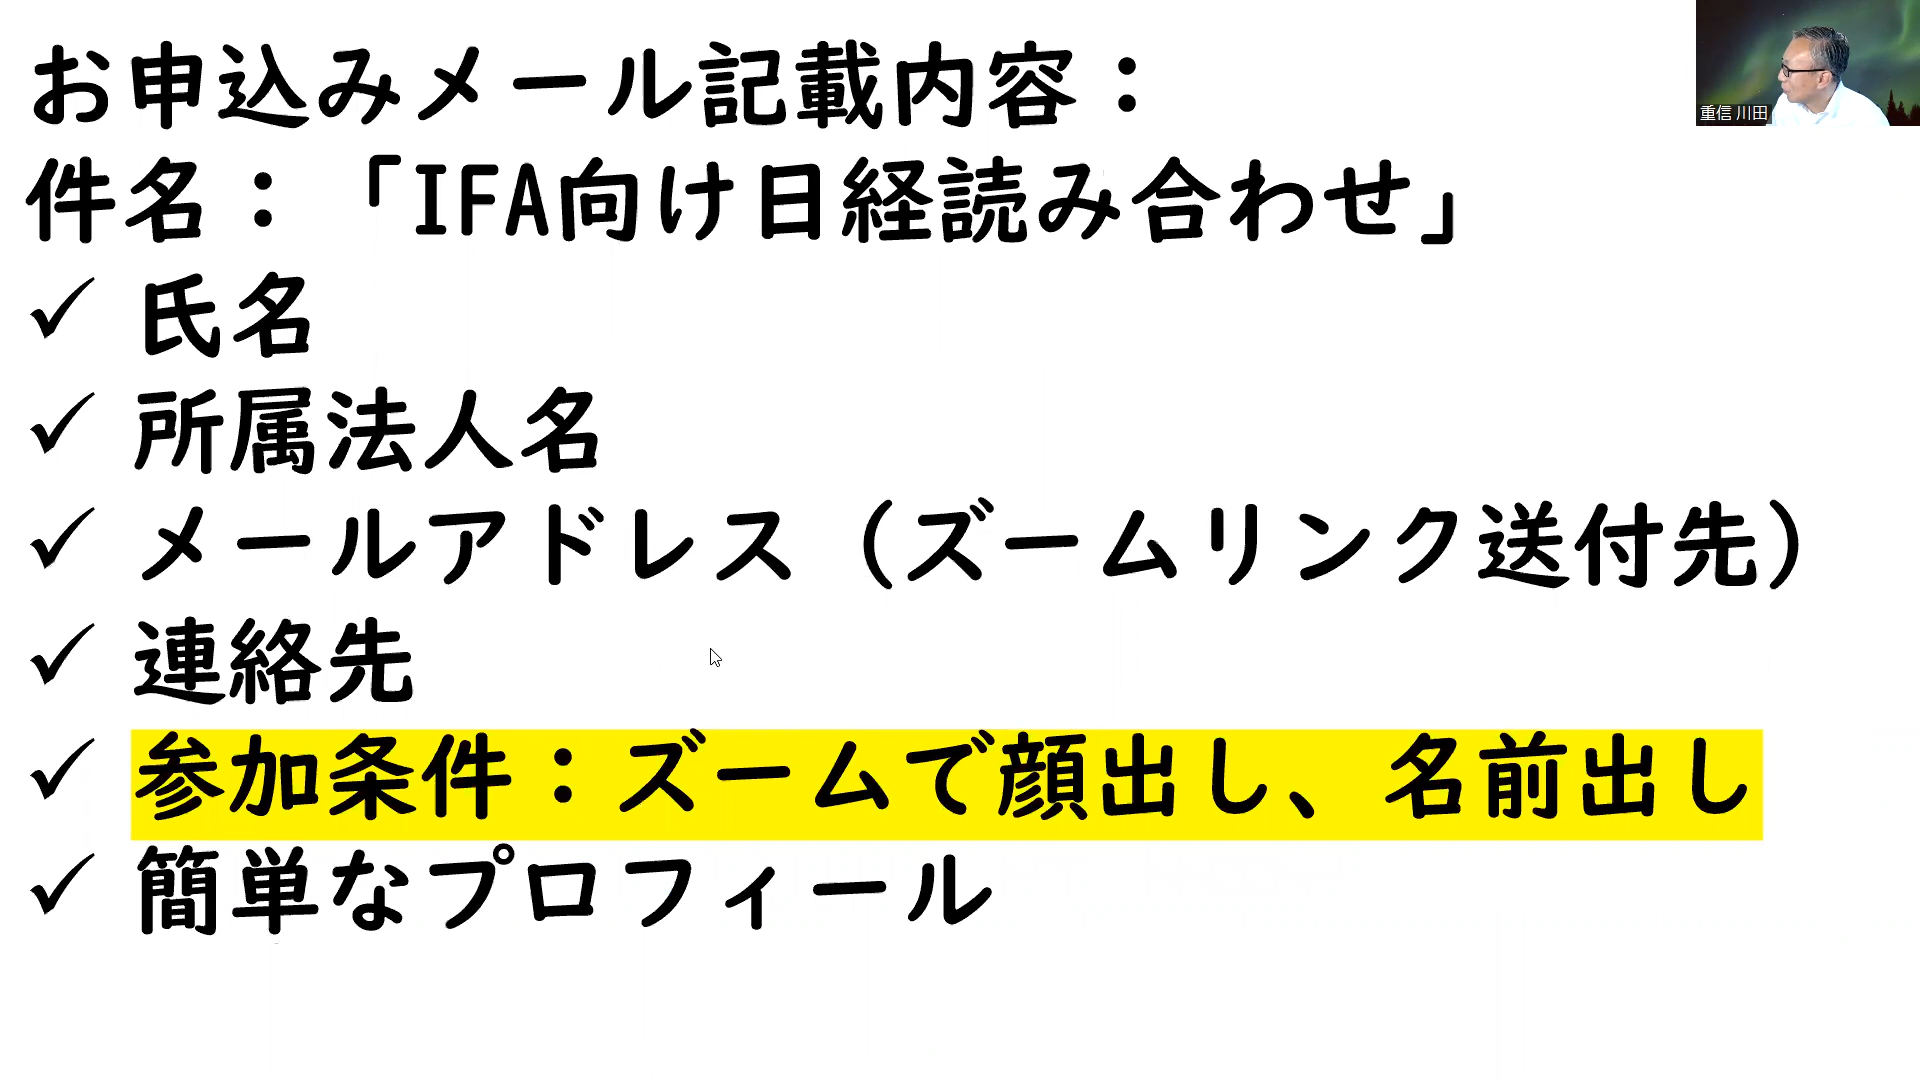 お申込みメール記載内容：
件名：「IFA向け日経読み合わせ」
✓ 氏名
✓ 所属法人名
✓ メールアドレス（ズームリンク送付先）
✓ 連絡先
✓ 参加条件：ズームで顔出し、名前出し
✓ 簡単なプロフィール
重信 川田